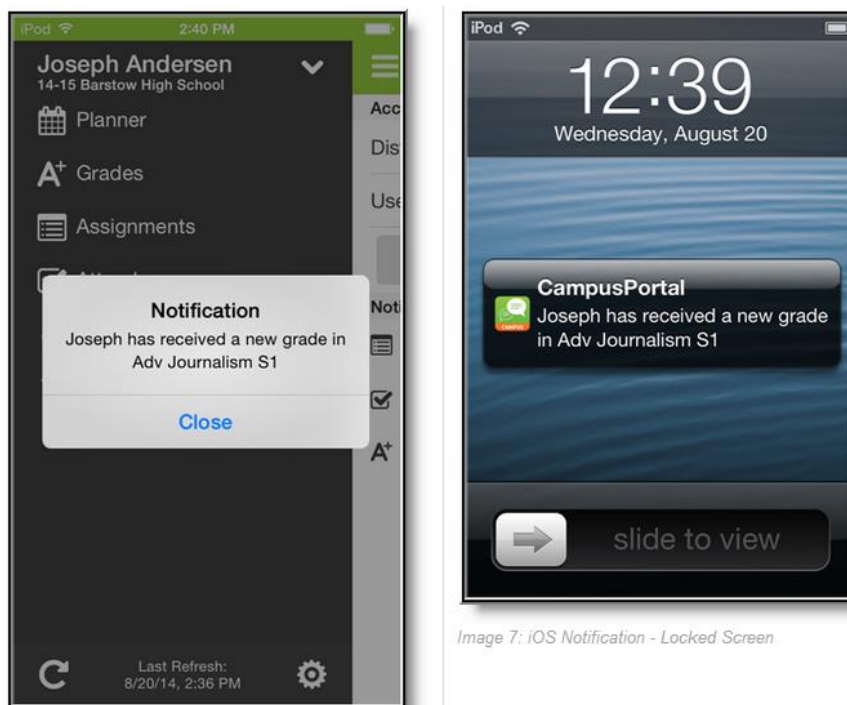 iPod 2:40 PM
Joseph Andersen
14-15 Barstow High School
Planner
A+ Grades
Assignments
Notification
Joseph has received a new grade in
Adv Journalism S1
Close
Last Refresh:
8/20/14, 2:36 PM
Acc
Dis
Use
Noti
A+
iPod
12:39
Wednesday, August 20
CampusPortal
Joseph has received a new grade
in Adv Journalism S1
CAMPUS
slide to view
Image 7: iOS Notification - Locked Screen